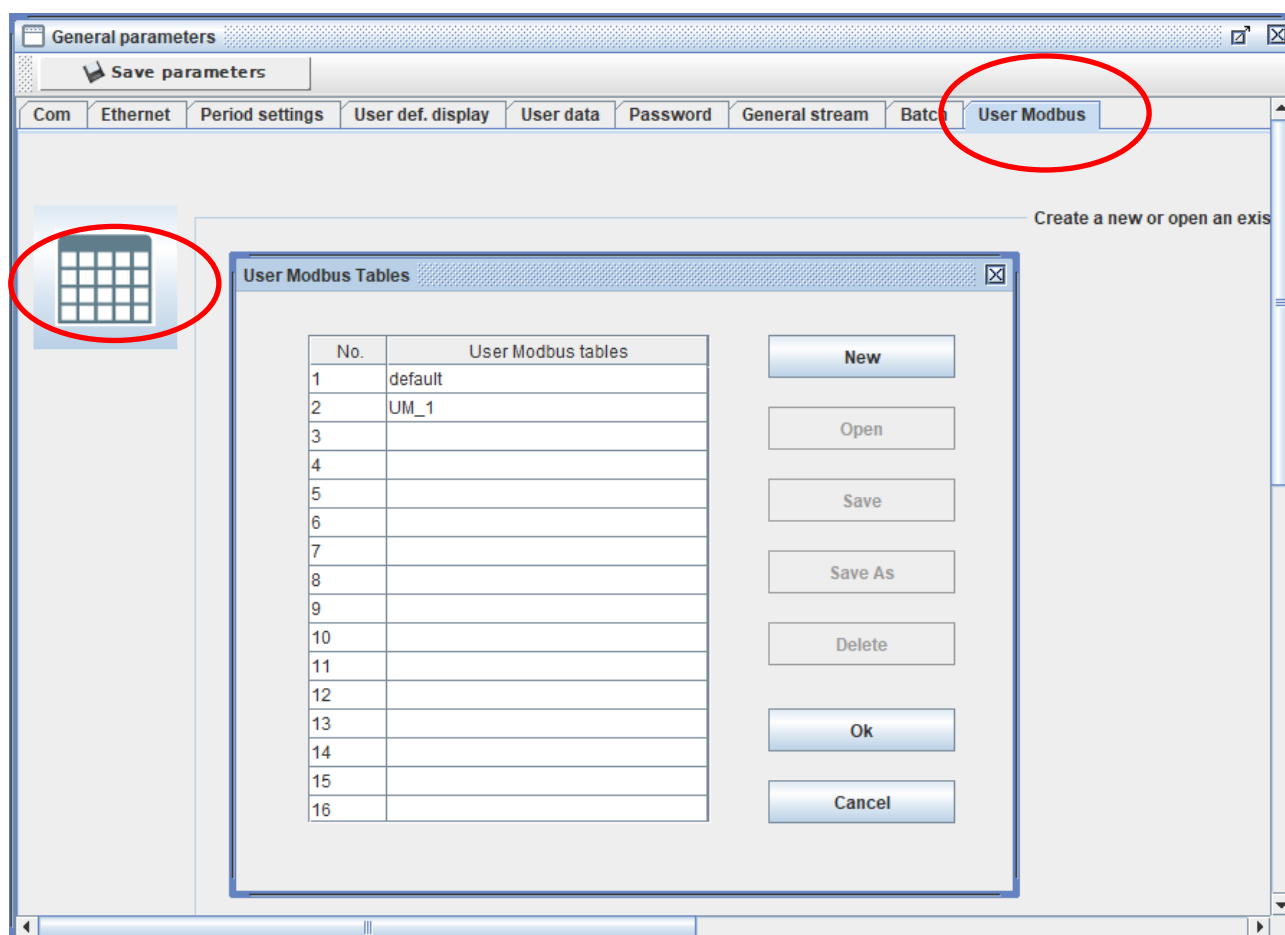 General parameters
Save parameters
Com Ethernet Period settings User def. display User data Password General stream Batch User Modbus
Create a new or open an exis
User Modbus Tables
No. User Modbus tables
1 default
2 UM_1
3
4
5
6
7
8
9
10
11
12
13
14
15
16
New
Open
Save
Save As
Delete
Ok
Cancel